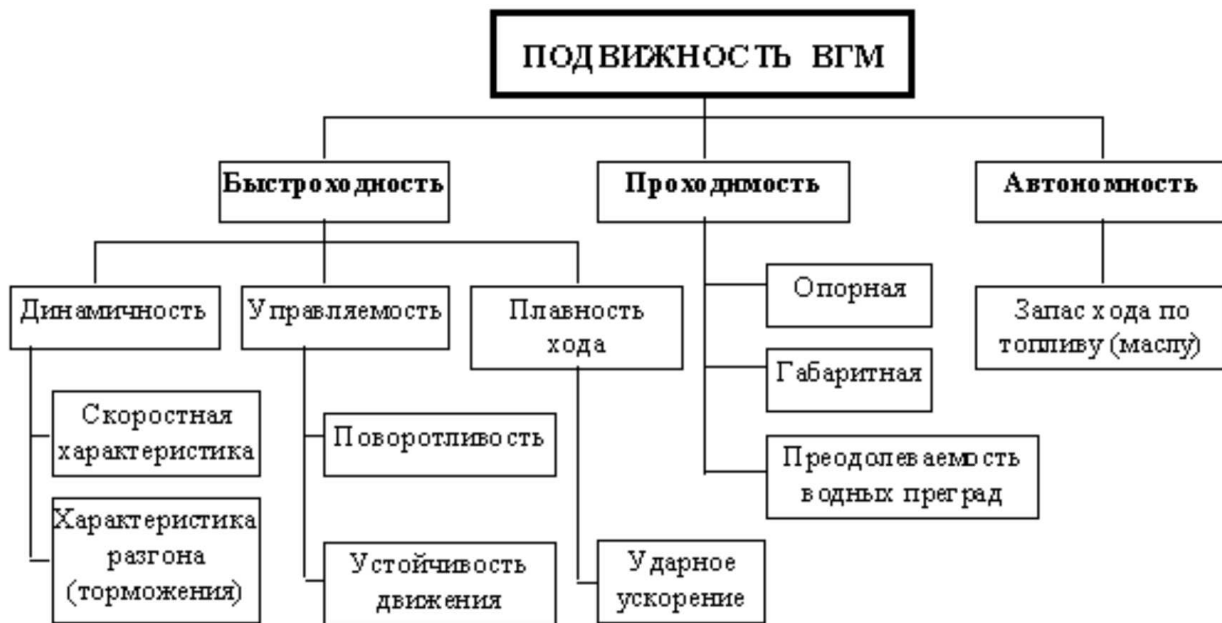 ПОДВИЖНОСТЬ ВГМ
Быстроходность
Проходимость
Автономность
Динамичность
Управляемость
Плавность
хода
Опорная
Запас хода по
топливу (маслу)
Габаритная
Скоростная
характеристика
Поворотливость
Преодолеваемость
водных преград
Характеристика
разгона
(торможения)
Устойчивость
движения
Ударное
ускорение